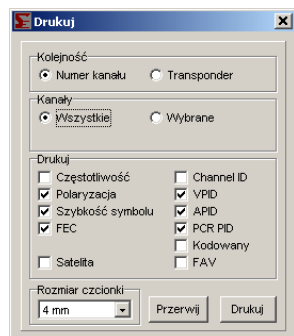 Drukuj
Kolejność
Numer kanału Transponder
Kanały
Wszystkie Wybrane
Drukuj
Częstotliwość Channel ID
Polaryzacja VPID
Szybkość symbolu APID
FEC PCR PID
Kodowany
Satelita FAV
Rozmiar czcionki
4 mm Przerwij Drukuj